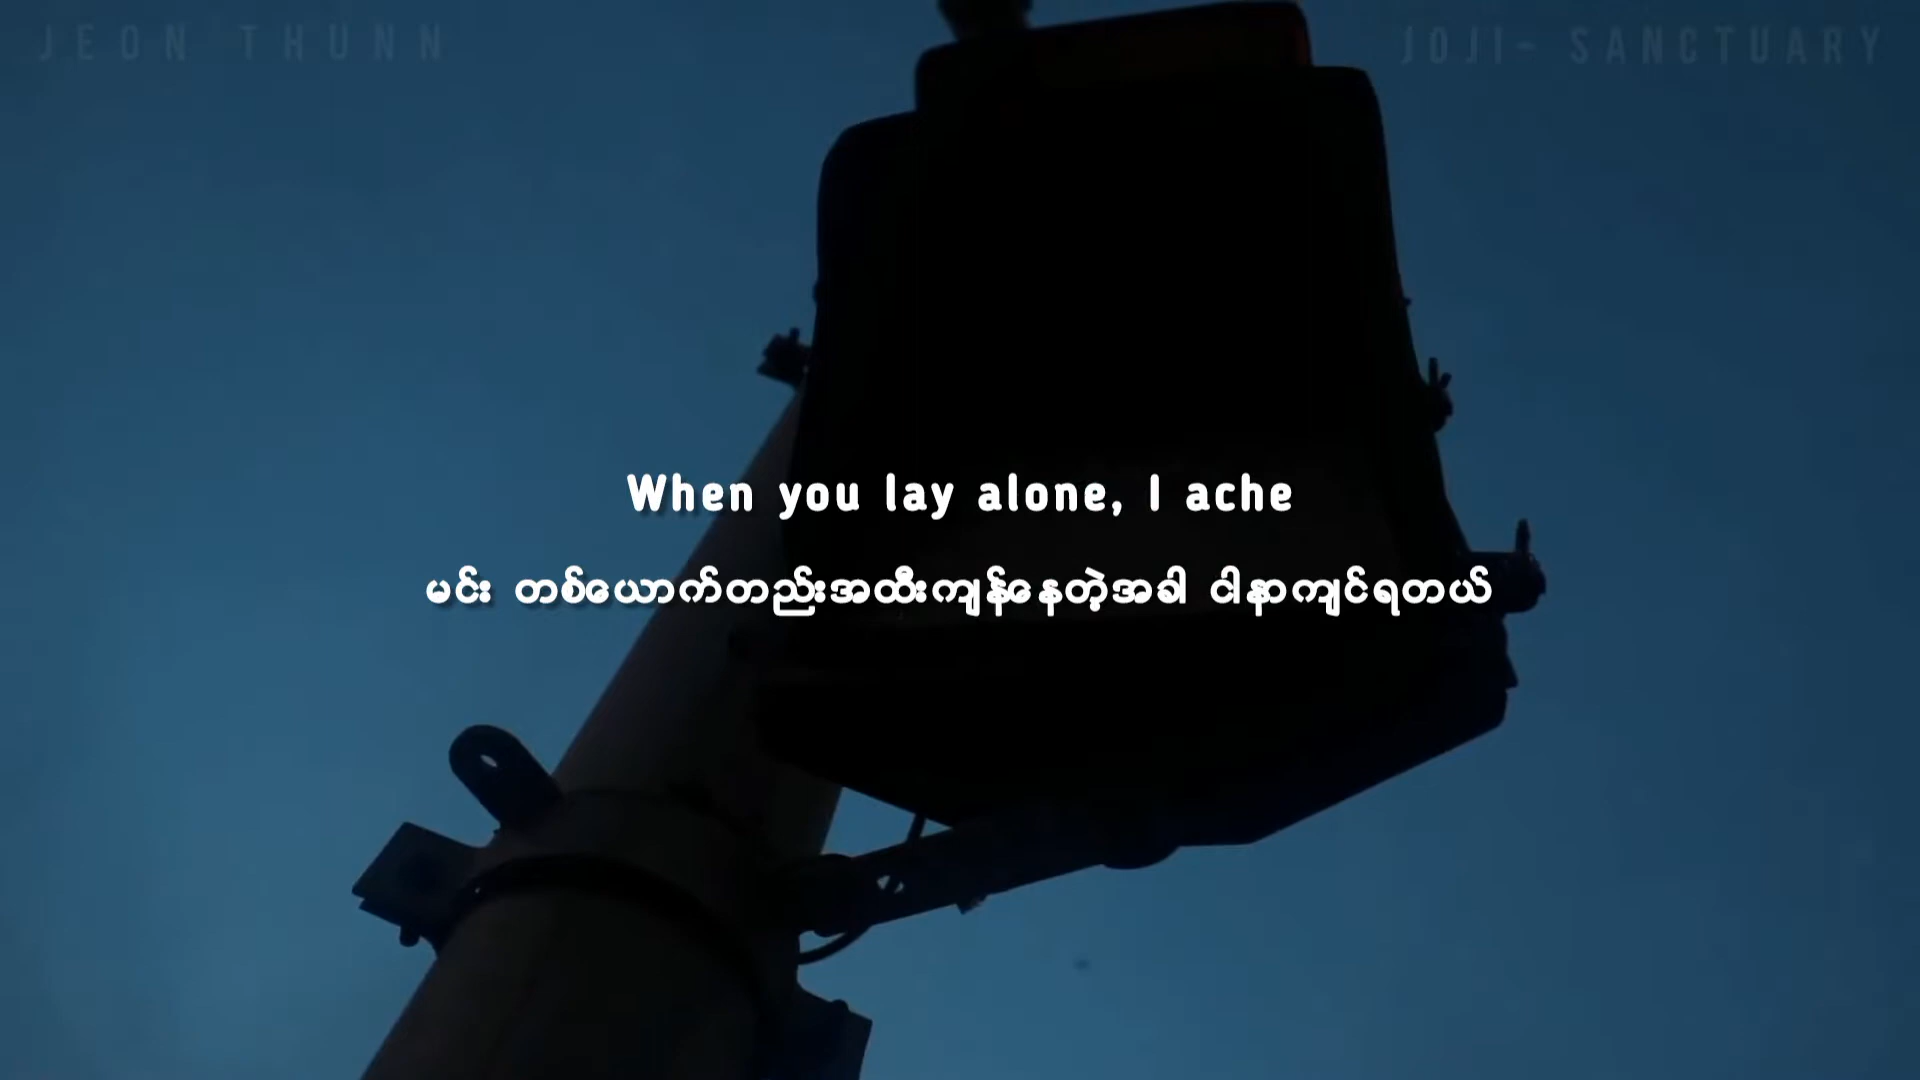 JEON THUNN
JOJI- SANCTUARY
When you lay alone, I ache
မင်း တစ်ယောက်တည်းအထီးကျန်နေတဲ့အခါ ငါနာကျင်ရတယ်